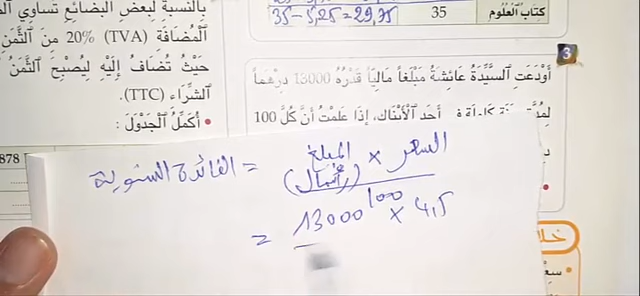 كتاب العلوم
35
35 - 5,25 = 29,75
3
أودعت السيدة عائشة مبلغا ماليا قدره 13000 درهما
أحد الأبناك، إذا علمت أن كل 100
بالنسبة لبعض البضائع تساوي
المضافة (TVA) 20% من الثمن
حيث تضاف إليه ليصبح الثمن
الشراء (TTC).
• أكمل الجدول :
878
الفائدة السنوية = المبلغ (رأسمال) × السعر
100
= 13000 × 4,5